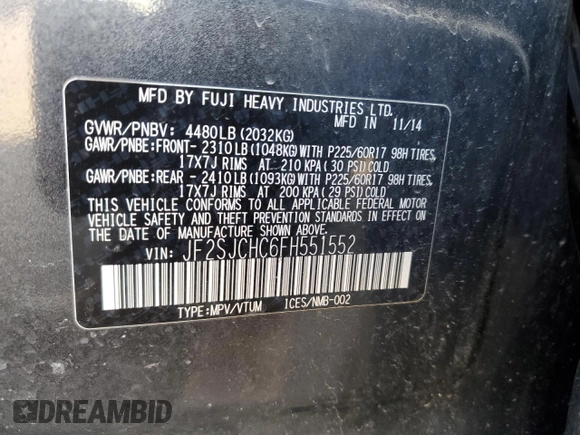 MFD BY FUJI HEAVY INDUSTRIES LTD.
MFD IN 11/14
GVWR/PNBV: 4480LB(2032KG)
GAWR/PNBE:FRONT- 2310LB(1048KG)WITH P225/60R17 98H TIRES,
17X7J RIMS AT 210 KPA(30 PSI)COLD
GAWR/PNBE:REAR - 2410LB(1093KG)WITH P225/60R17 98H TIRES,
17X7J RIMS AT 200 KPA(29 PSI)COLD
THIS VEHICLE CONFORMS TO ALL APPLICABLE FEDERAL MOTOR
VEHICLE SAFETY AND THEFT PREVENTION STANDARDS IN EFFECT
ON THE DATE OF MANUFACTURE SHOWN ABOVE.
VIN: JF2SJCHC6FH551552
TYPE:MPV/VTUM ICES/NMB-002
DREAMBID